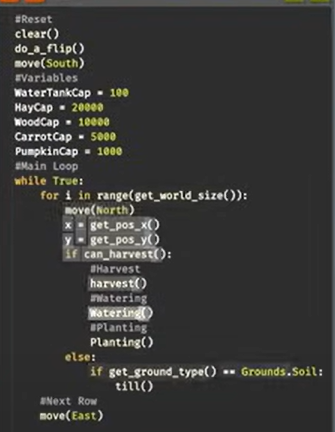 #Reset
clear()
do_a_flip()
move(South)
#Variables
WaterTankCap = 100
HayCap = 20000
WoodCap = 10000
CarrotCap = 5000
PumpkinCap = 1000
#Main Loop
while True:
    for i in range(get_world_size()):
        move(North)
        x = get_pos_x()
        y = get_pos_y()
        if can_harvest():
            #Harvest
            harvest()
            #Watering
            Watering()
            #Planting
            Planting()
        else:
            if get_ground_type() == Grounds.Soil:
                till()
    #Next Row
    move(East)